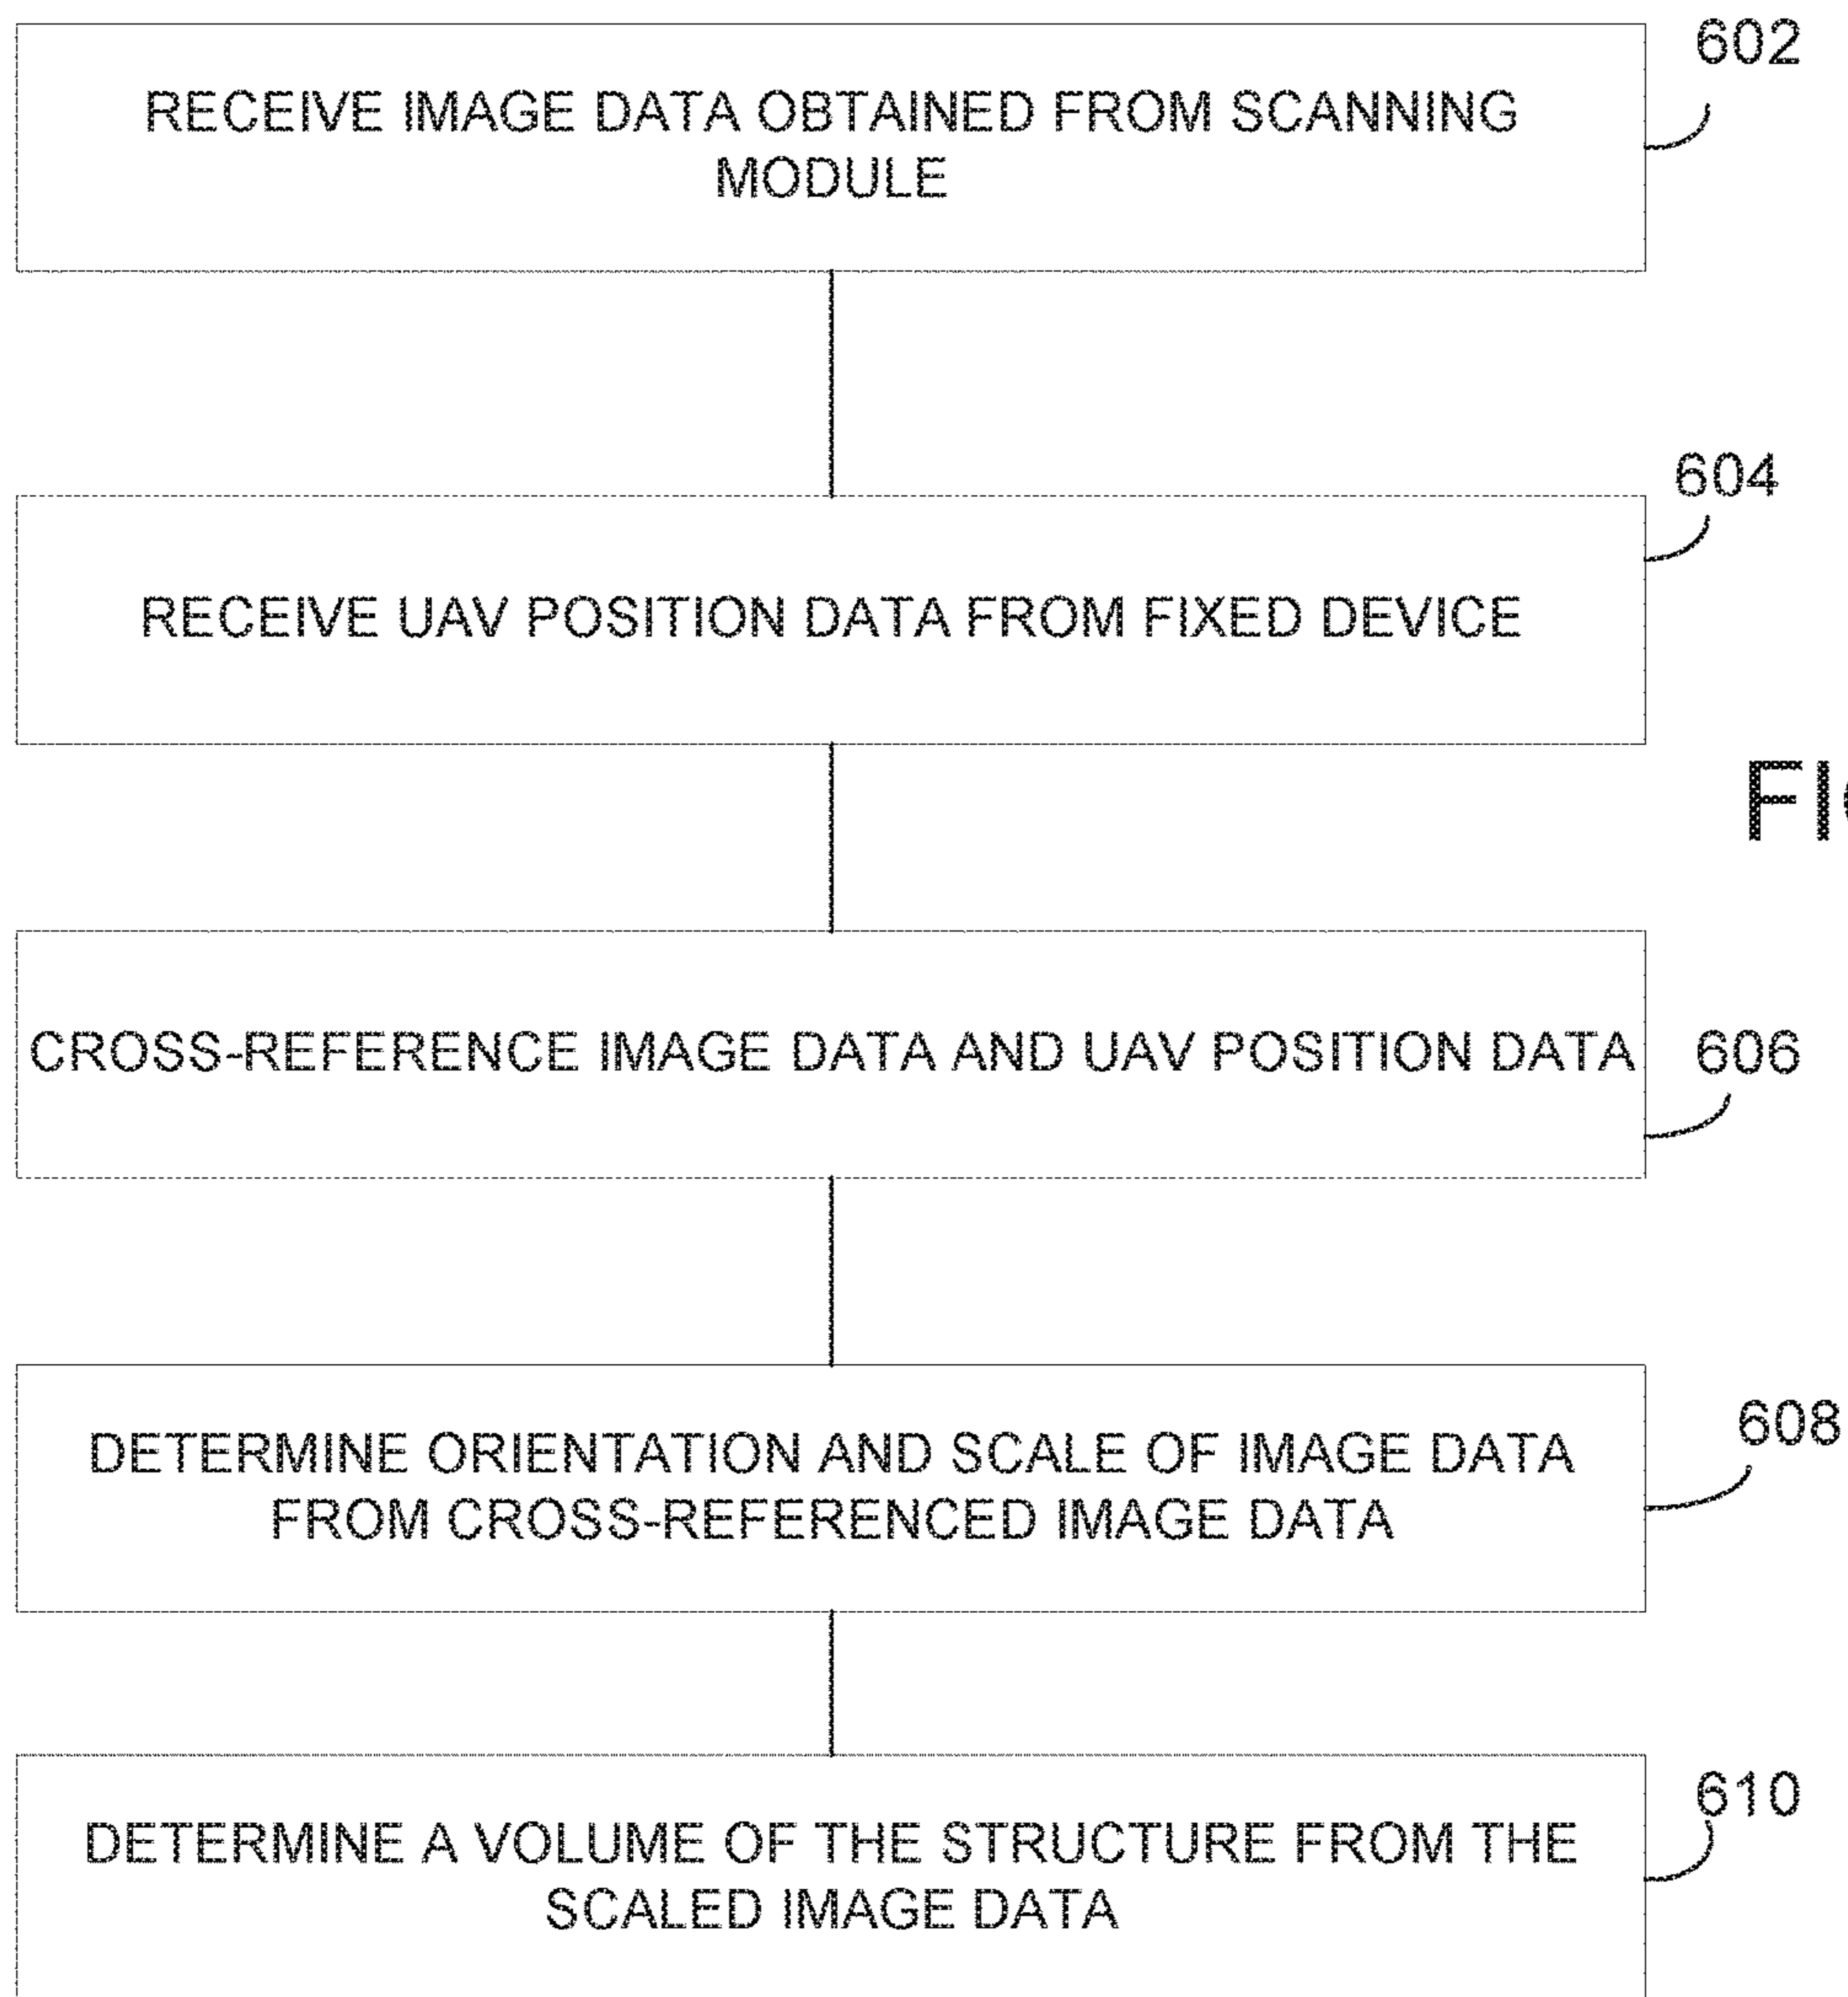 602
RECEIVE IMAGE DATA OBTAINED FROM SCANNING
MODULE
604
RECEIVE UAV POSITION DATA FROM FIXED DEVICE
CROSS-REFERENCE IMAGE DATA AND UAV POSITION DATA
606
608
DETERMINE ORIENTATION AND SCALE OF IMAGE DATA
FROM CROSS-REFERENCED IMAGE DATA
610
DETERMINE A VOLUME OF THE STRUCTURE FROM THE
SCALED IMAGE DATA